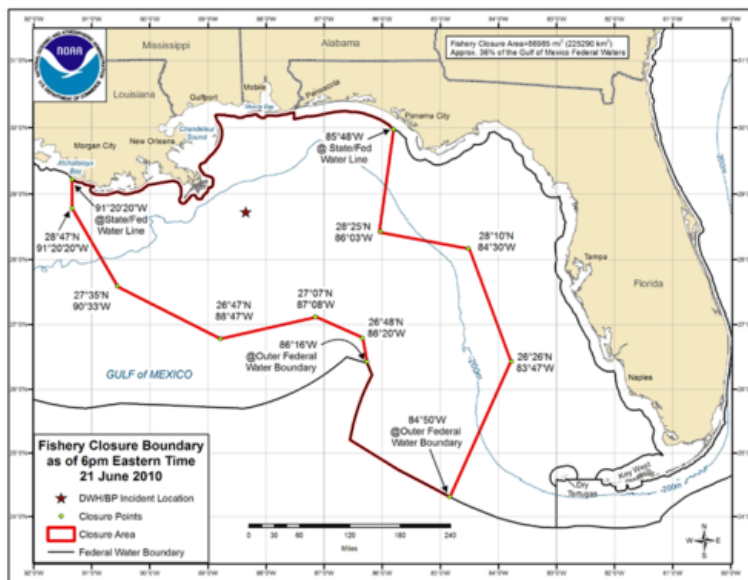 NOAA
Mississippi
Alabama
Fishery Closure Area=86985 mi² (225290 km²)
Approx. 36% of the Gulf of Mexico Federal Waters
Louisiana
Gulfport
Mobile
Pensacola
Mobile Bay
Panama City
Chandeleur
Sound
New Orleans
Morgan City
Atchafalaya
Bay
85°48'W
@ State/Fed
Water Line
91°20'20"W
@State/Fed
Water Line
28°47'N
91°20'20"W
28°25'N
86°03'W
28°10'N
84°30'W
Tampa
Florida
27°35'N
90°33'W
26°47'N
88°47'W
27°07'N
87°08'W
26°48'N
86°20'W
86°16'W
@Outer Federal
Water Boundary
26°26'N
83°47'W
-200m
GULF of MEXICO
Naples
84°50'W
@Outer Federal
Water Boundary
Key West
Dry
Tortugas
-200m
Fishery Closure Boundary
as of 6pm Eastern Time
21 June 2010
DWH/BP Incident Location
Closure Points
Closure Area
Federal Water Boundary
0 30 60 120 180 240
Miles
N
W E
S